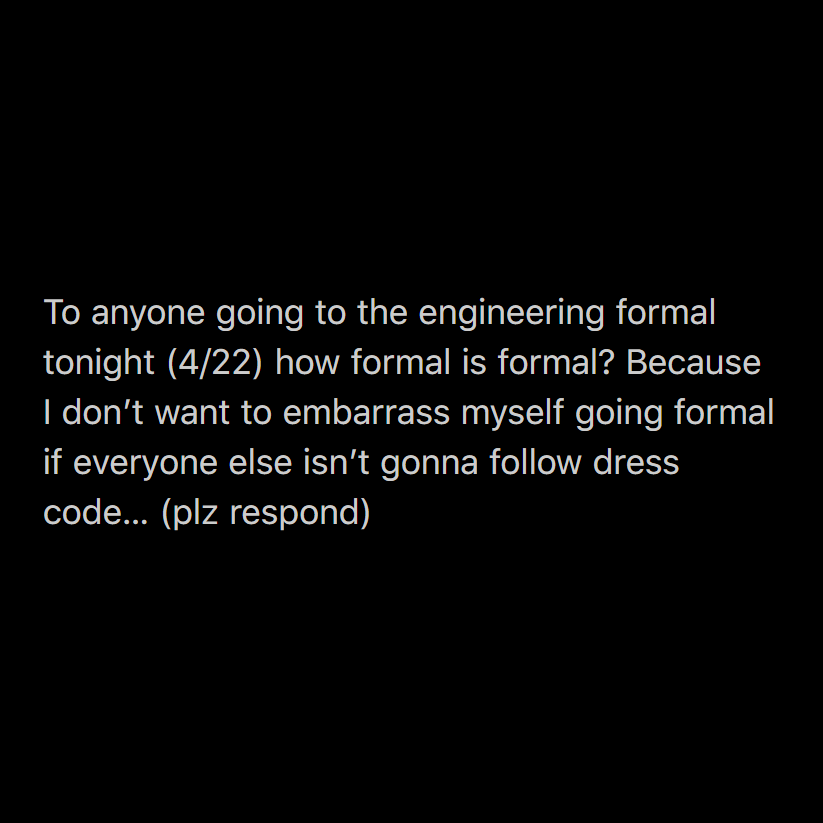 To anyone going to the engineering formal
tonight (4/22) how formal is formal? Because
I don’t want to embarrass myself going formal
if everyone else isn’t gonna follow dress
code... (plz respond)